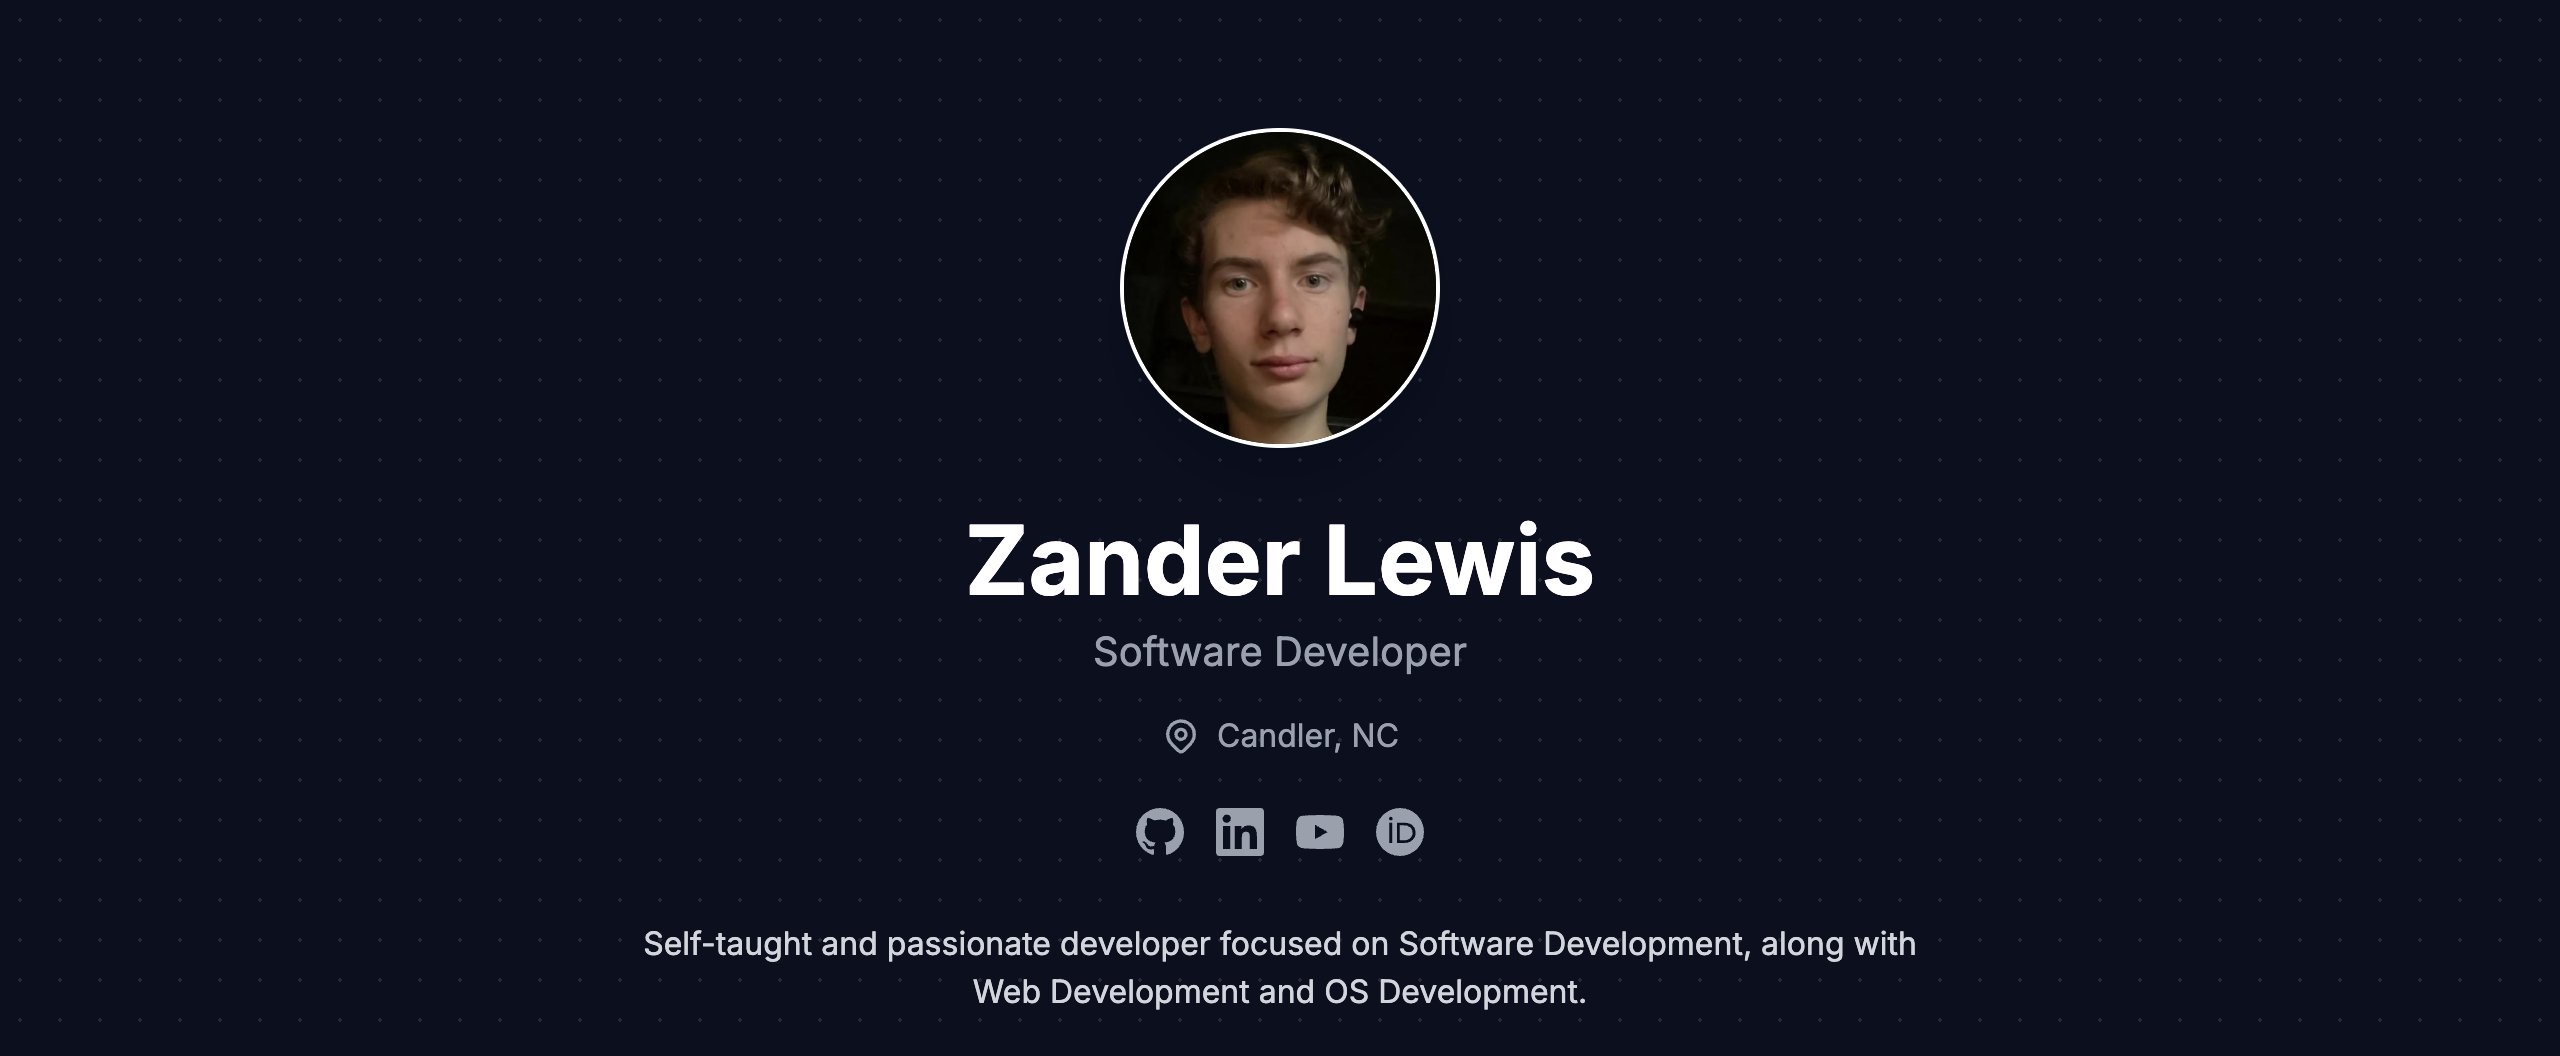 Zander Lewis
Software Developer
Candler, NC
in
iD
Self-taught and passionate developer focused on Software Development, along with
Web Development and OS Development.